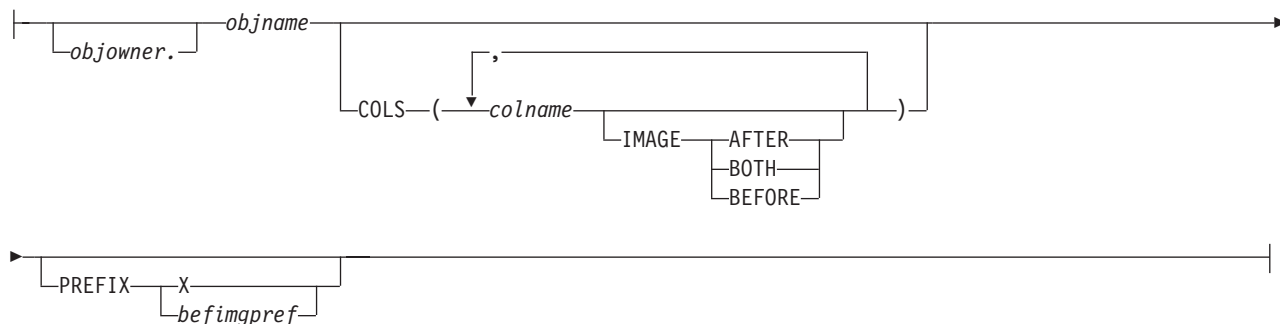 objname
objowner.
,
COLS ( colname )
IMAGE AFTER
BOTH
BEFORE
PREFIX X
befimgpref